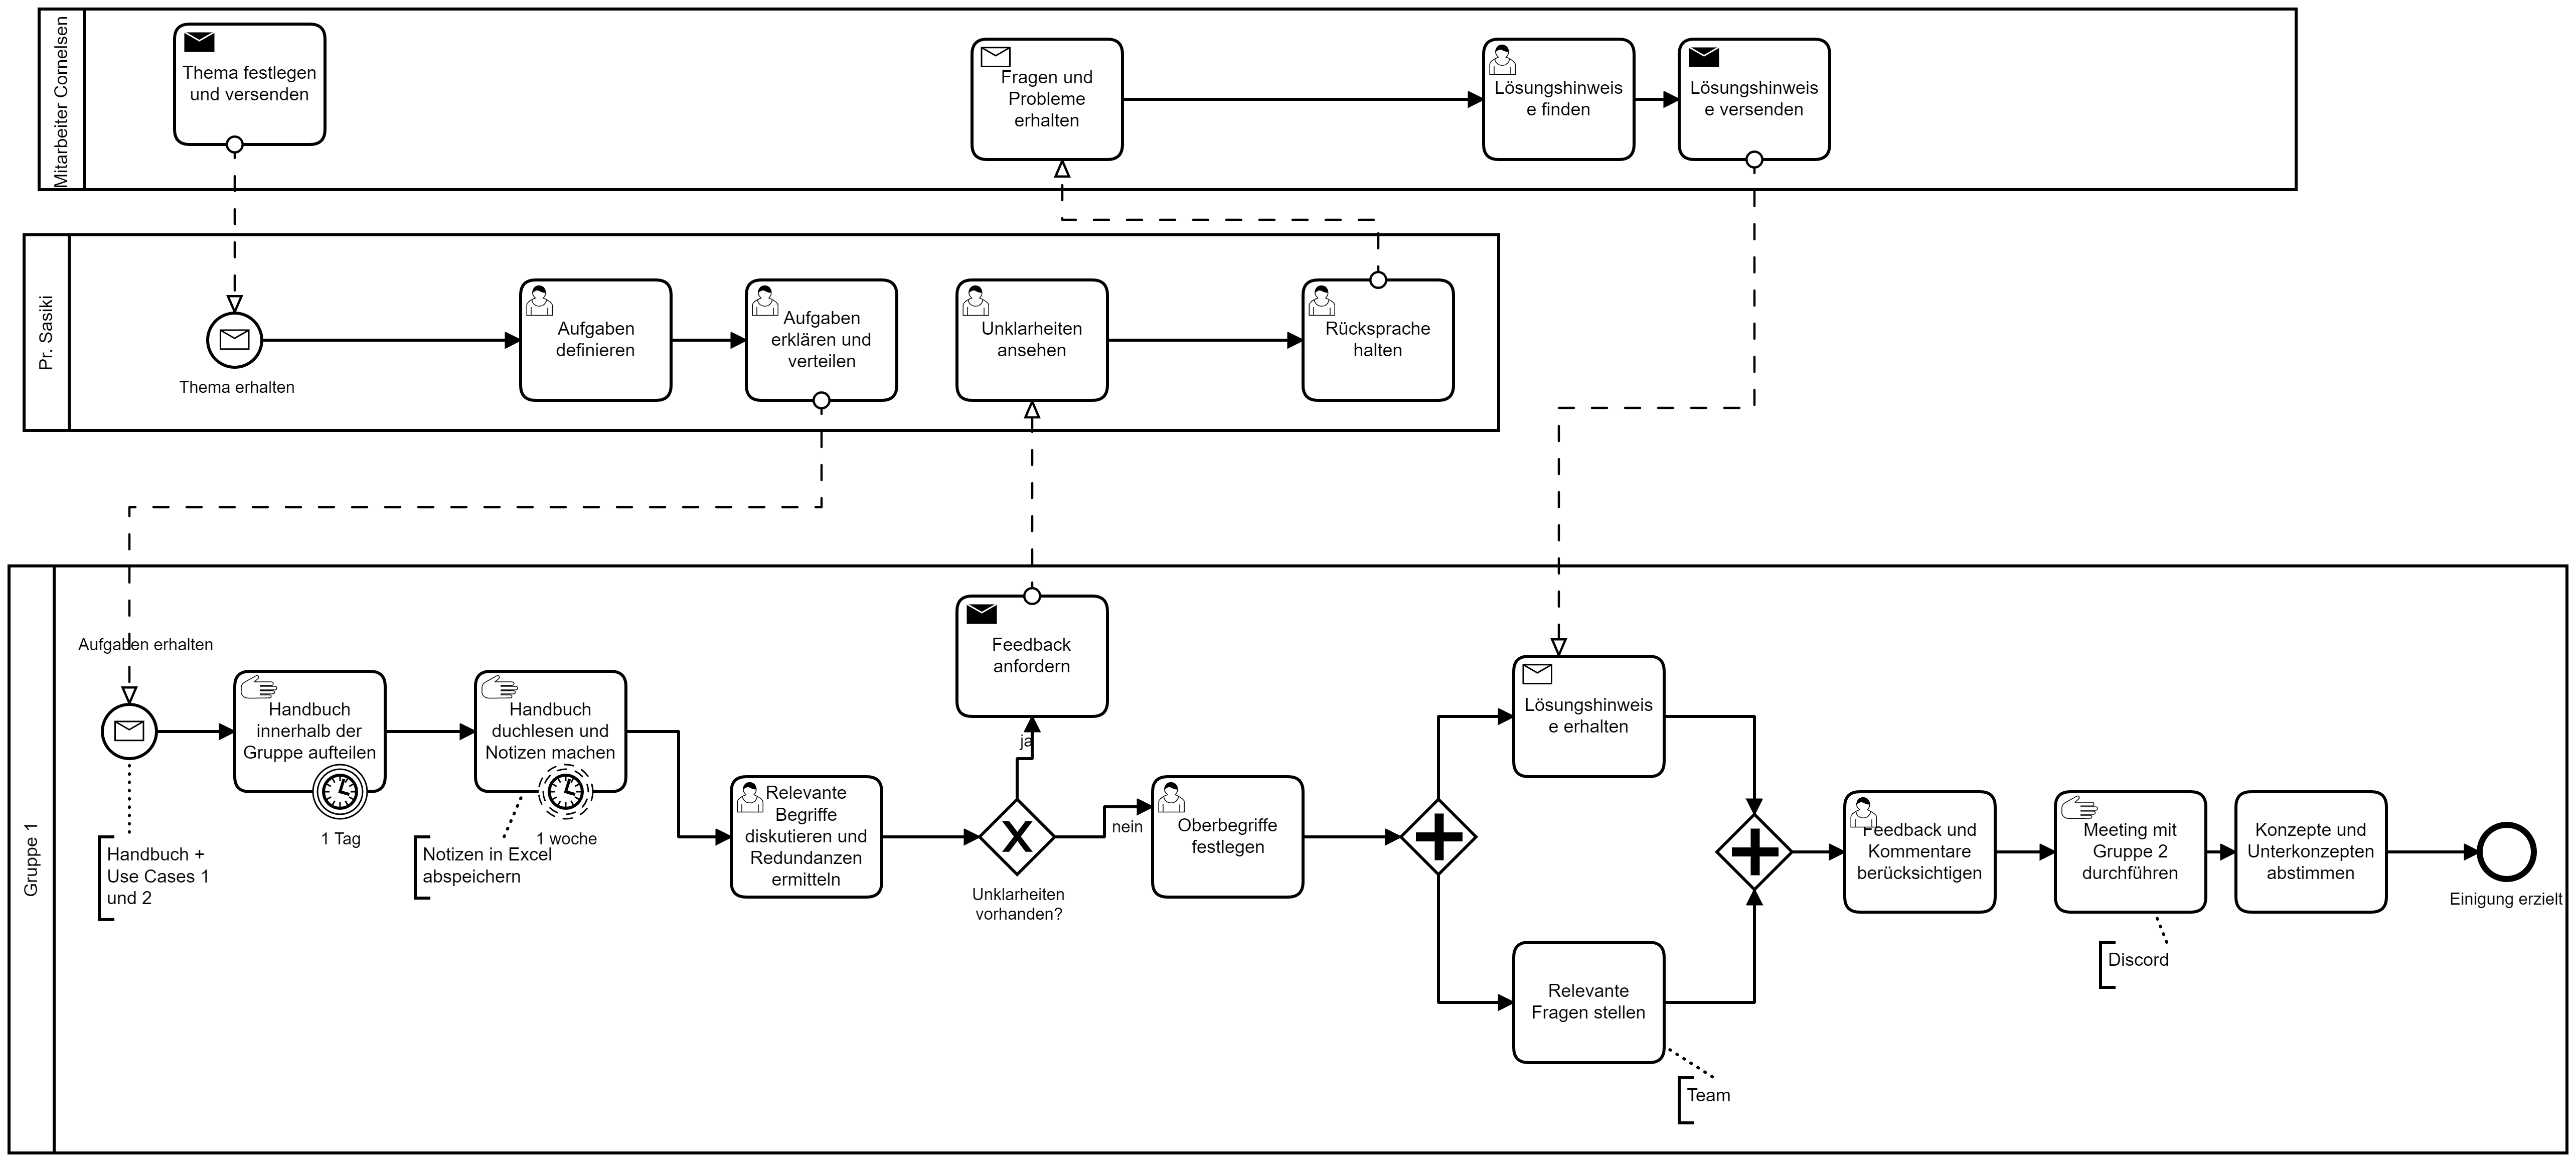 Mitarbeiter Cornelsen
Thema festlegen
und versenden
Fragen und
Probleme
erhalten
Lösungshinweis
e finden
Lösungshinweis
e versenden
Pr. Sasiki
Thema erhalten
Aufgaben
definieren
Aufgaben
erklären und
verteilen
Unklarheiten
ansehen
Rücksprache
halten
Gruppe 1
Aufgaben erhalten
Handbuch +
Use Cases 1
und 2
Handbuch
innerhalb der
Gruppe aufteilen
1 Tag
Handbuch
duchlesen und
Notizen machen
1 woche
Notizen in Excel
abspeichern
Relevante
Begriffe
diskutieren und
Redundanzen
ermitteln
Feedback
anfordern
ja
Unklarheiten
vorhanden?
nein
Oberbegriffe
festlegen
Lösungshinweis
e erhalten
Relevante
Fragen stellen
Team
Feedback und
Kommentare
berücksichtigen
Meeting mit
Gruppe 2
durchführen
Discord
Konzepte und
Unterkonzepten
abstimmen
Einigung erzielt